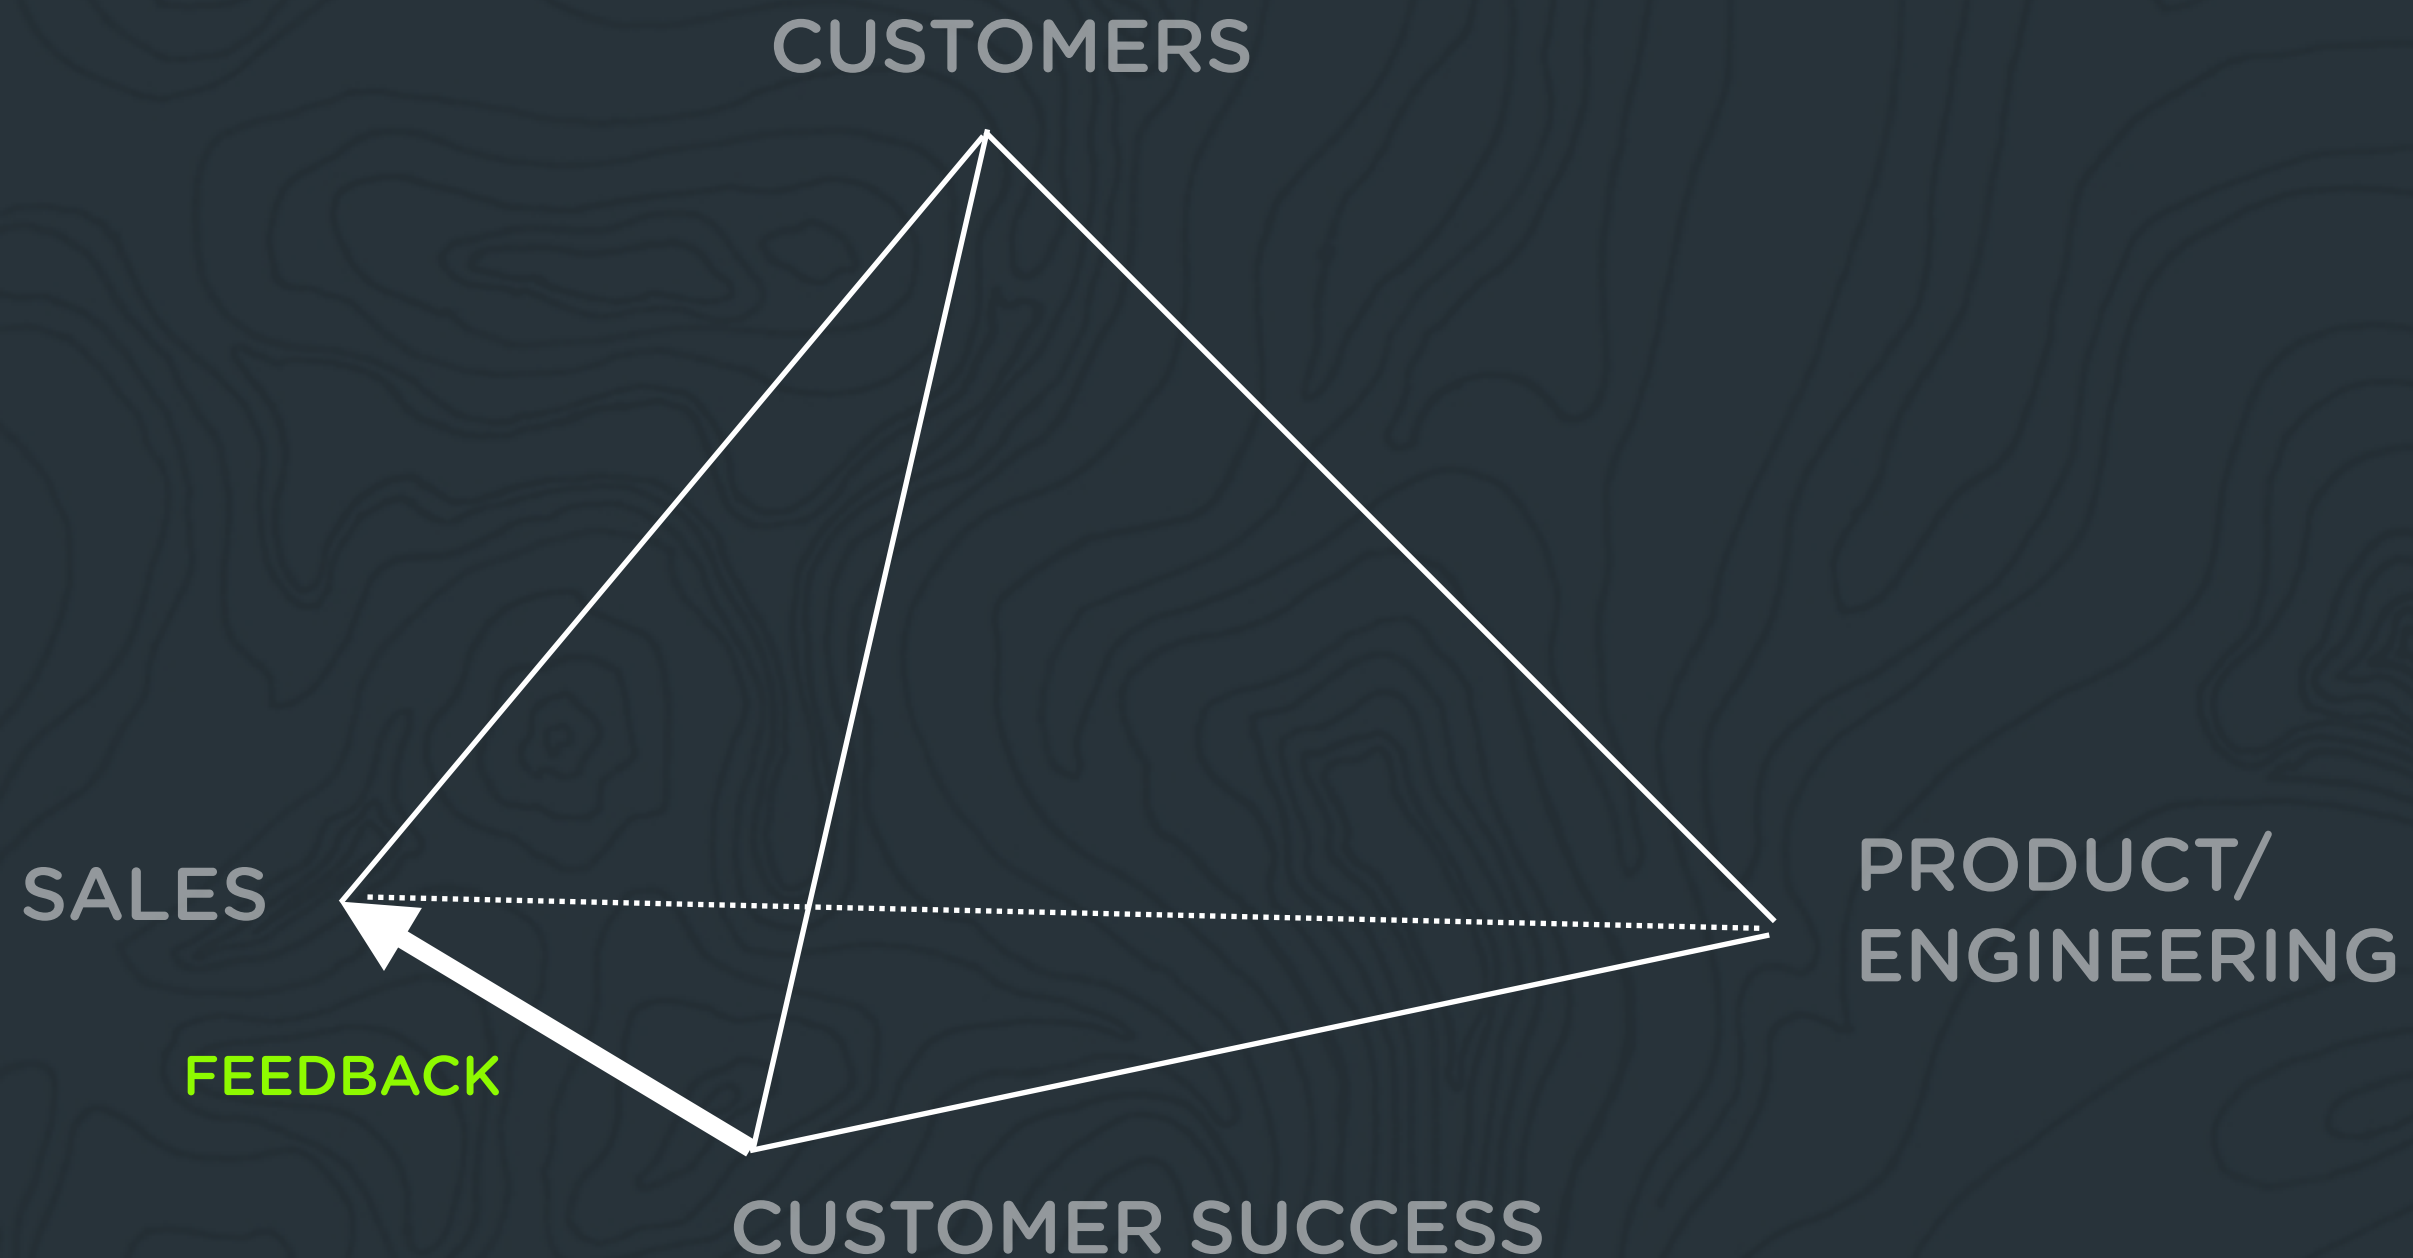 CUSTOMERS
SALES
PRODUCT/
ENGINEERING
FEEDBACK
CUSTOMER SUCCESS